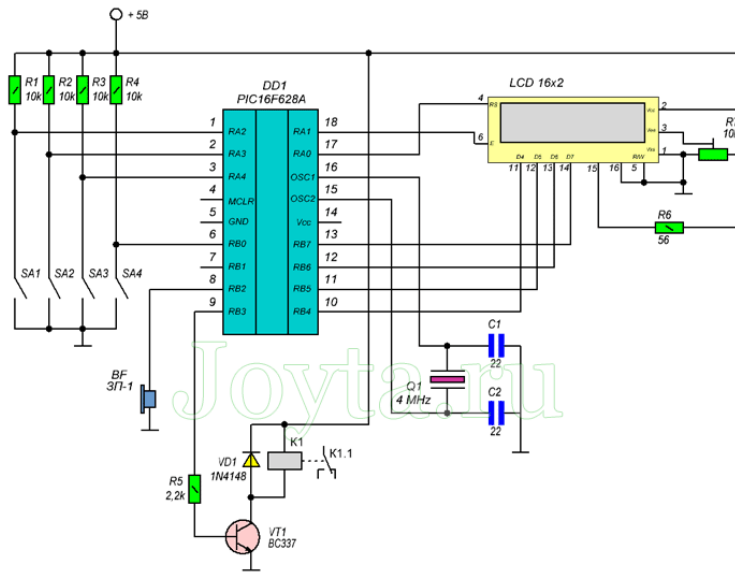 + 5В
R1
10k
R2
10k
R3
10k
R4
10k
DD1
PIC16F628A
1
RA2
2
RA3
3
RA4
4
MCLR
5
GND
6
RB0
7
RB1
8
RB2
9
RB3
RA1
18
RA0
17
OSC1
16
OSC2
15
Vcc
14
RB7
13
RB6
12
RB5
11
RB4
10
LCD 16x2
4
RS
6
E
2
Vcc
3
Vee
1
Vss
D4
D5
D6
D7
R/W
11
12
13
14
15
16
5
R6
56
SA1
SA2
SA3
SA4
BF
ЗП-1
C1
22
Q1
4 MHz
C2
22
Joyta.ru
K1
K1.1
VD1
1N4148
R5
2,2k
VT1
BC337